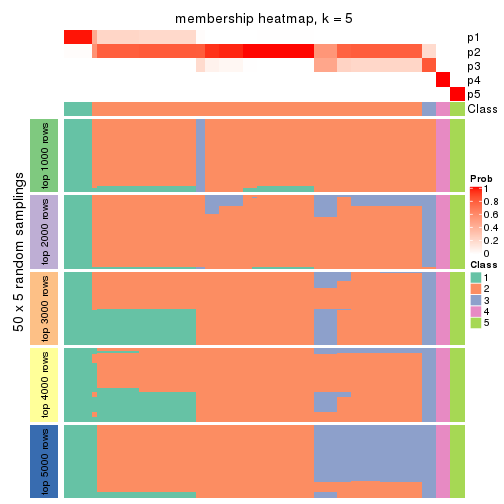 membership heatmap, k = 5
p1
p2
p3
p4
p5
Class
50 x 5 random samplings
top 1000 rows
top 2000 rows
top 3000 rows
top 4000 rows
top 5000 rows
Prob
1
0.8
0.6
0.4
0.2
0
Class
1
2
3
4
5